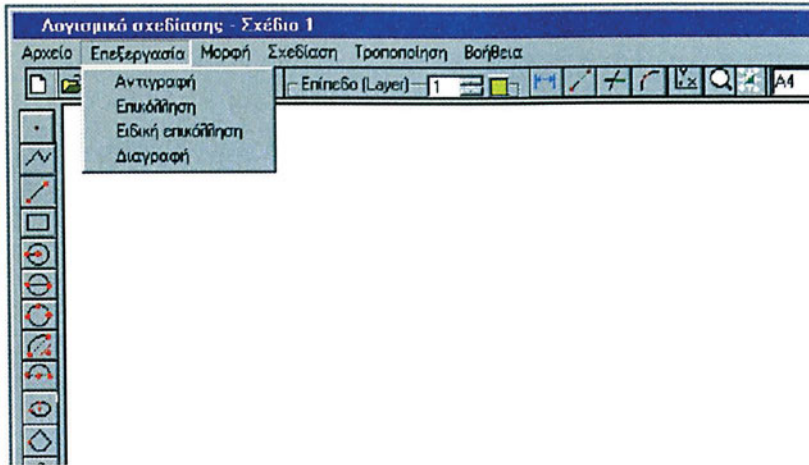 Λογισμικό σχεδίασης - Σχέδιο 1
Αρχείο Επεξεργασία Μορφή Σχεδίαση Τροποποίηση Βοήθεια
Επίπεδο (Layer) 1 A4
Αντιγραφή
Επικόλληση
Ειδική επικόλληση
Διαγραφή